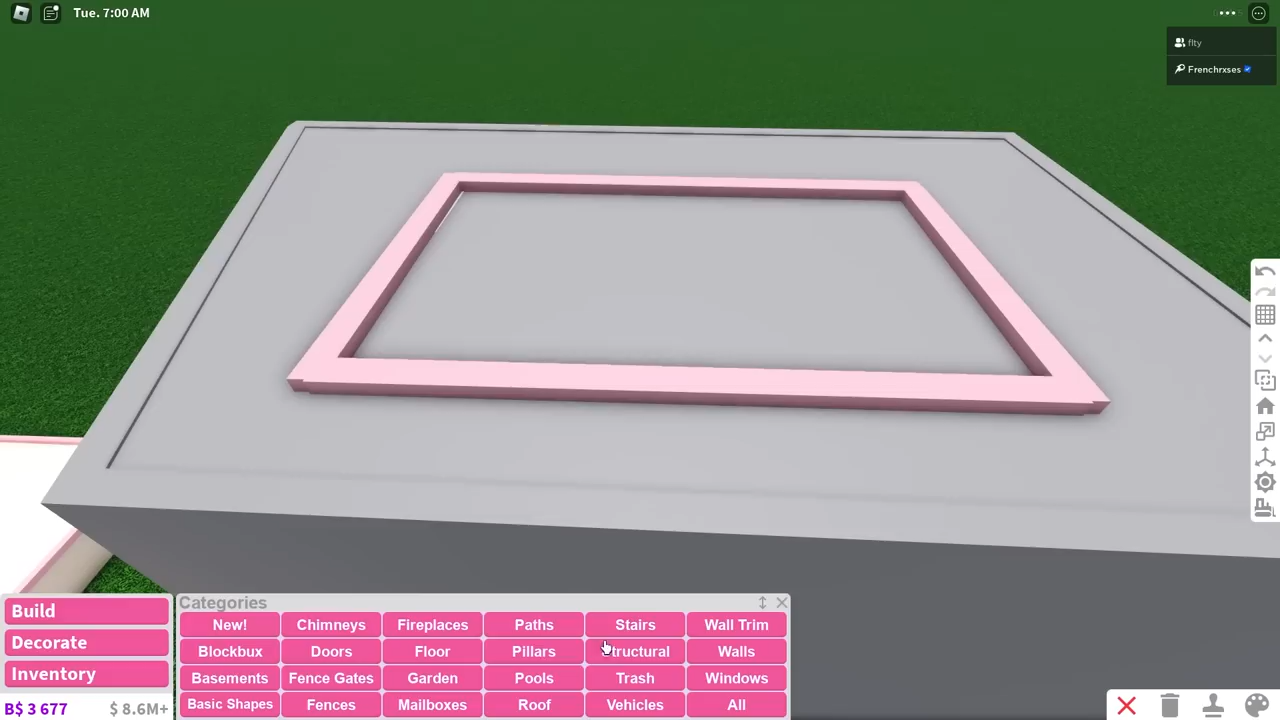 Tue. 7:00 AM
flty
Frenchrxses
Build
Decorate
Inventory
B$ 3 677 $ 8.6M+
Categories
New! Chimneys Fireplaces Paths Stairs Wall Trim
Blockbux Doors Floor Pillars Structural Walls
Basements Fence Gates Garden Pools Trash Windows
Basic Shapes Fences Mailboxes Roof Vehicles All